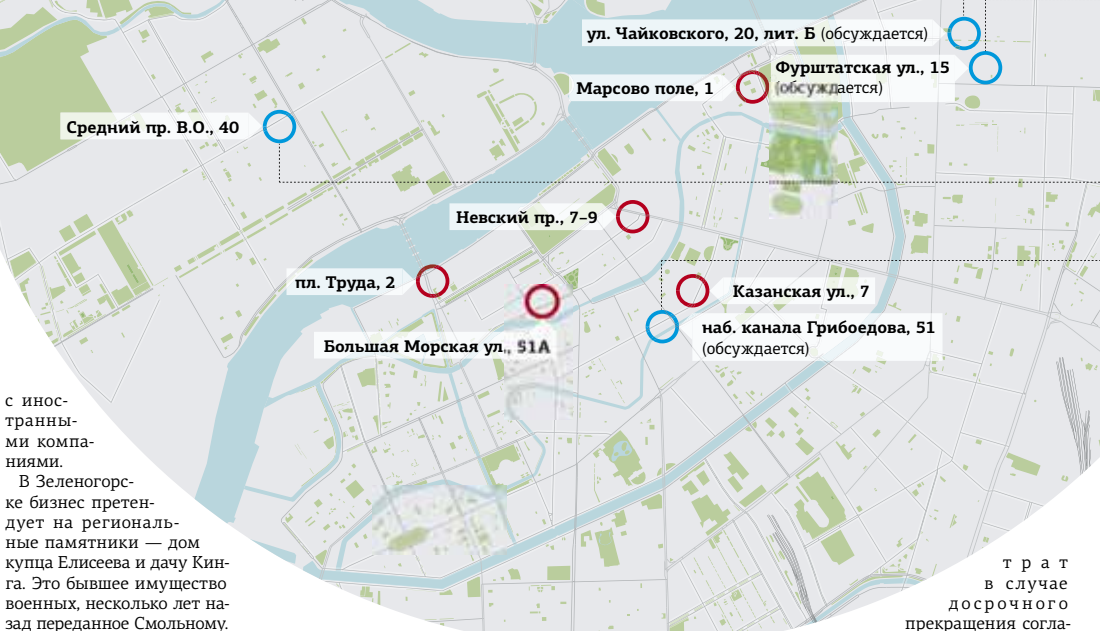 ул. Чайковского, 20, лит. Б (обсуждается)
Фурштатская ул., 15
(обсуждается)
Марсово поле, 1
Средний пр. В.О., 40
Невский пр., 7–9
пл. Труда, 2
Казанская ул., 7
наб. канала Грибоедова, 51
(обсуждается)
Большая Морская ул., 51А
с инос-
транны-
ми компа-
ниями.
В Зеленогорс-
ке бизнес претен-
дует на региональ-
ные памятники — дом
купца Елисеева и дачу Кин-
га. Это бывшее имущество
военных, несколько лет на-
зад переданное Смольному.
трат
в случае
досрочного
прекращения согла-